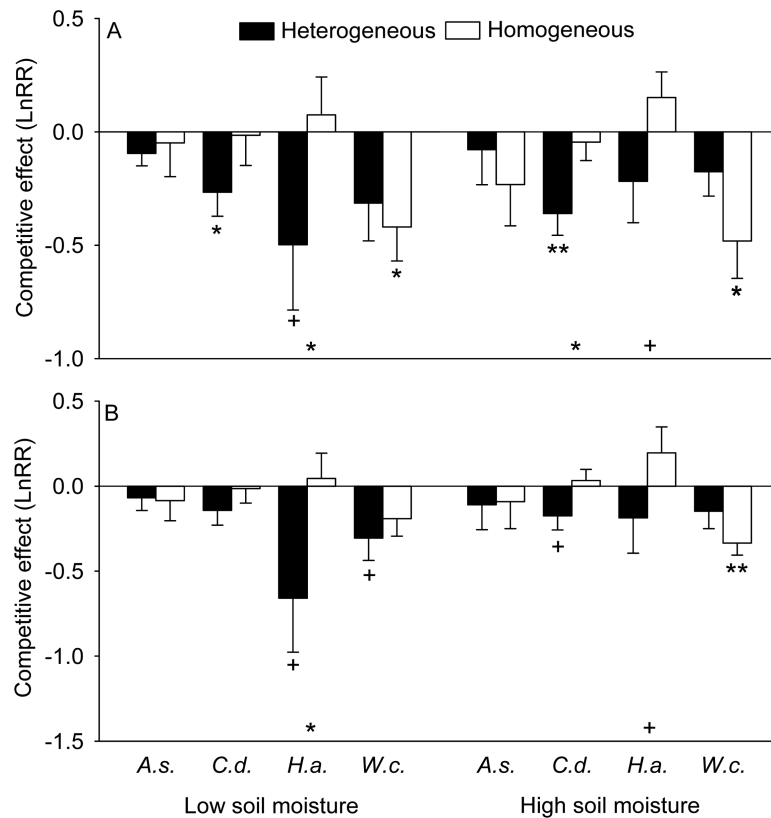 A
Heterogeneous Homogeneous
Competitive effect (LnRR)
0.5
0.0
-0.5
-1.0
* + * * ** *
* * +
B
Competitive effect (LnRR)
0.5
0.0
-0.5
-1.0
-1.5
+ + + **
* +
A.s. C.d. H.a. W.c. A.s. C.d. H.a. W.c.
Low soil moisture High soil moisture